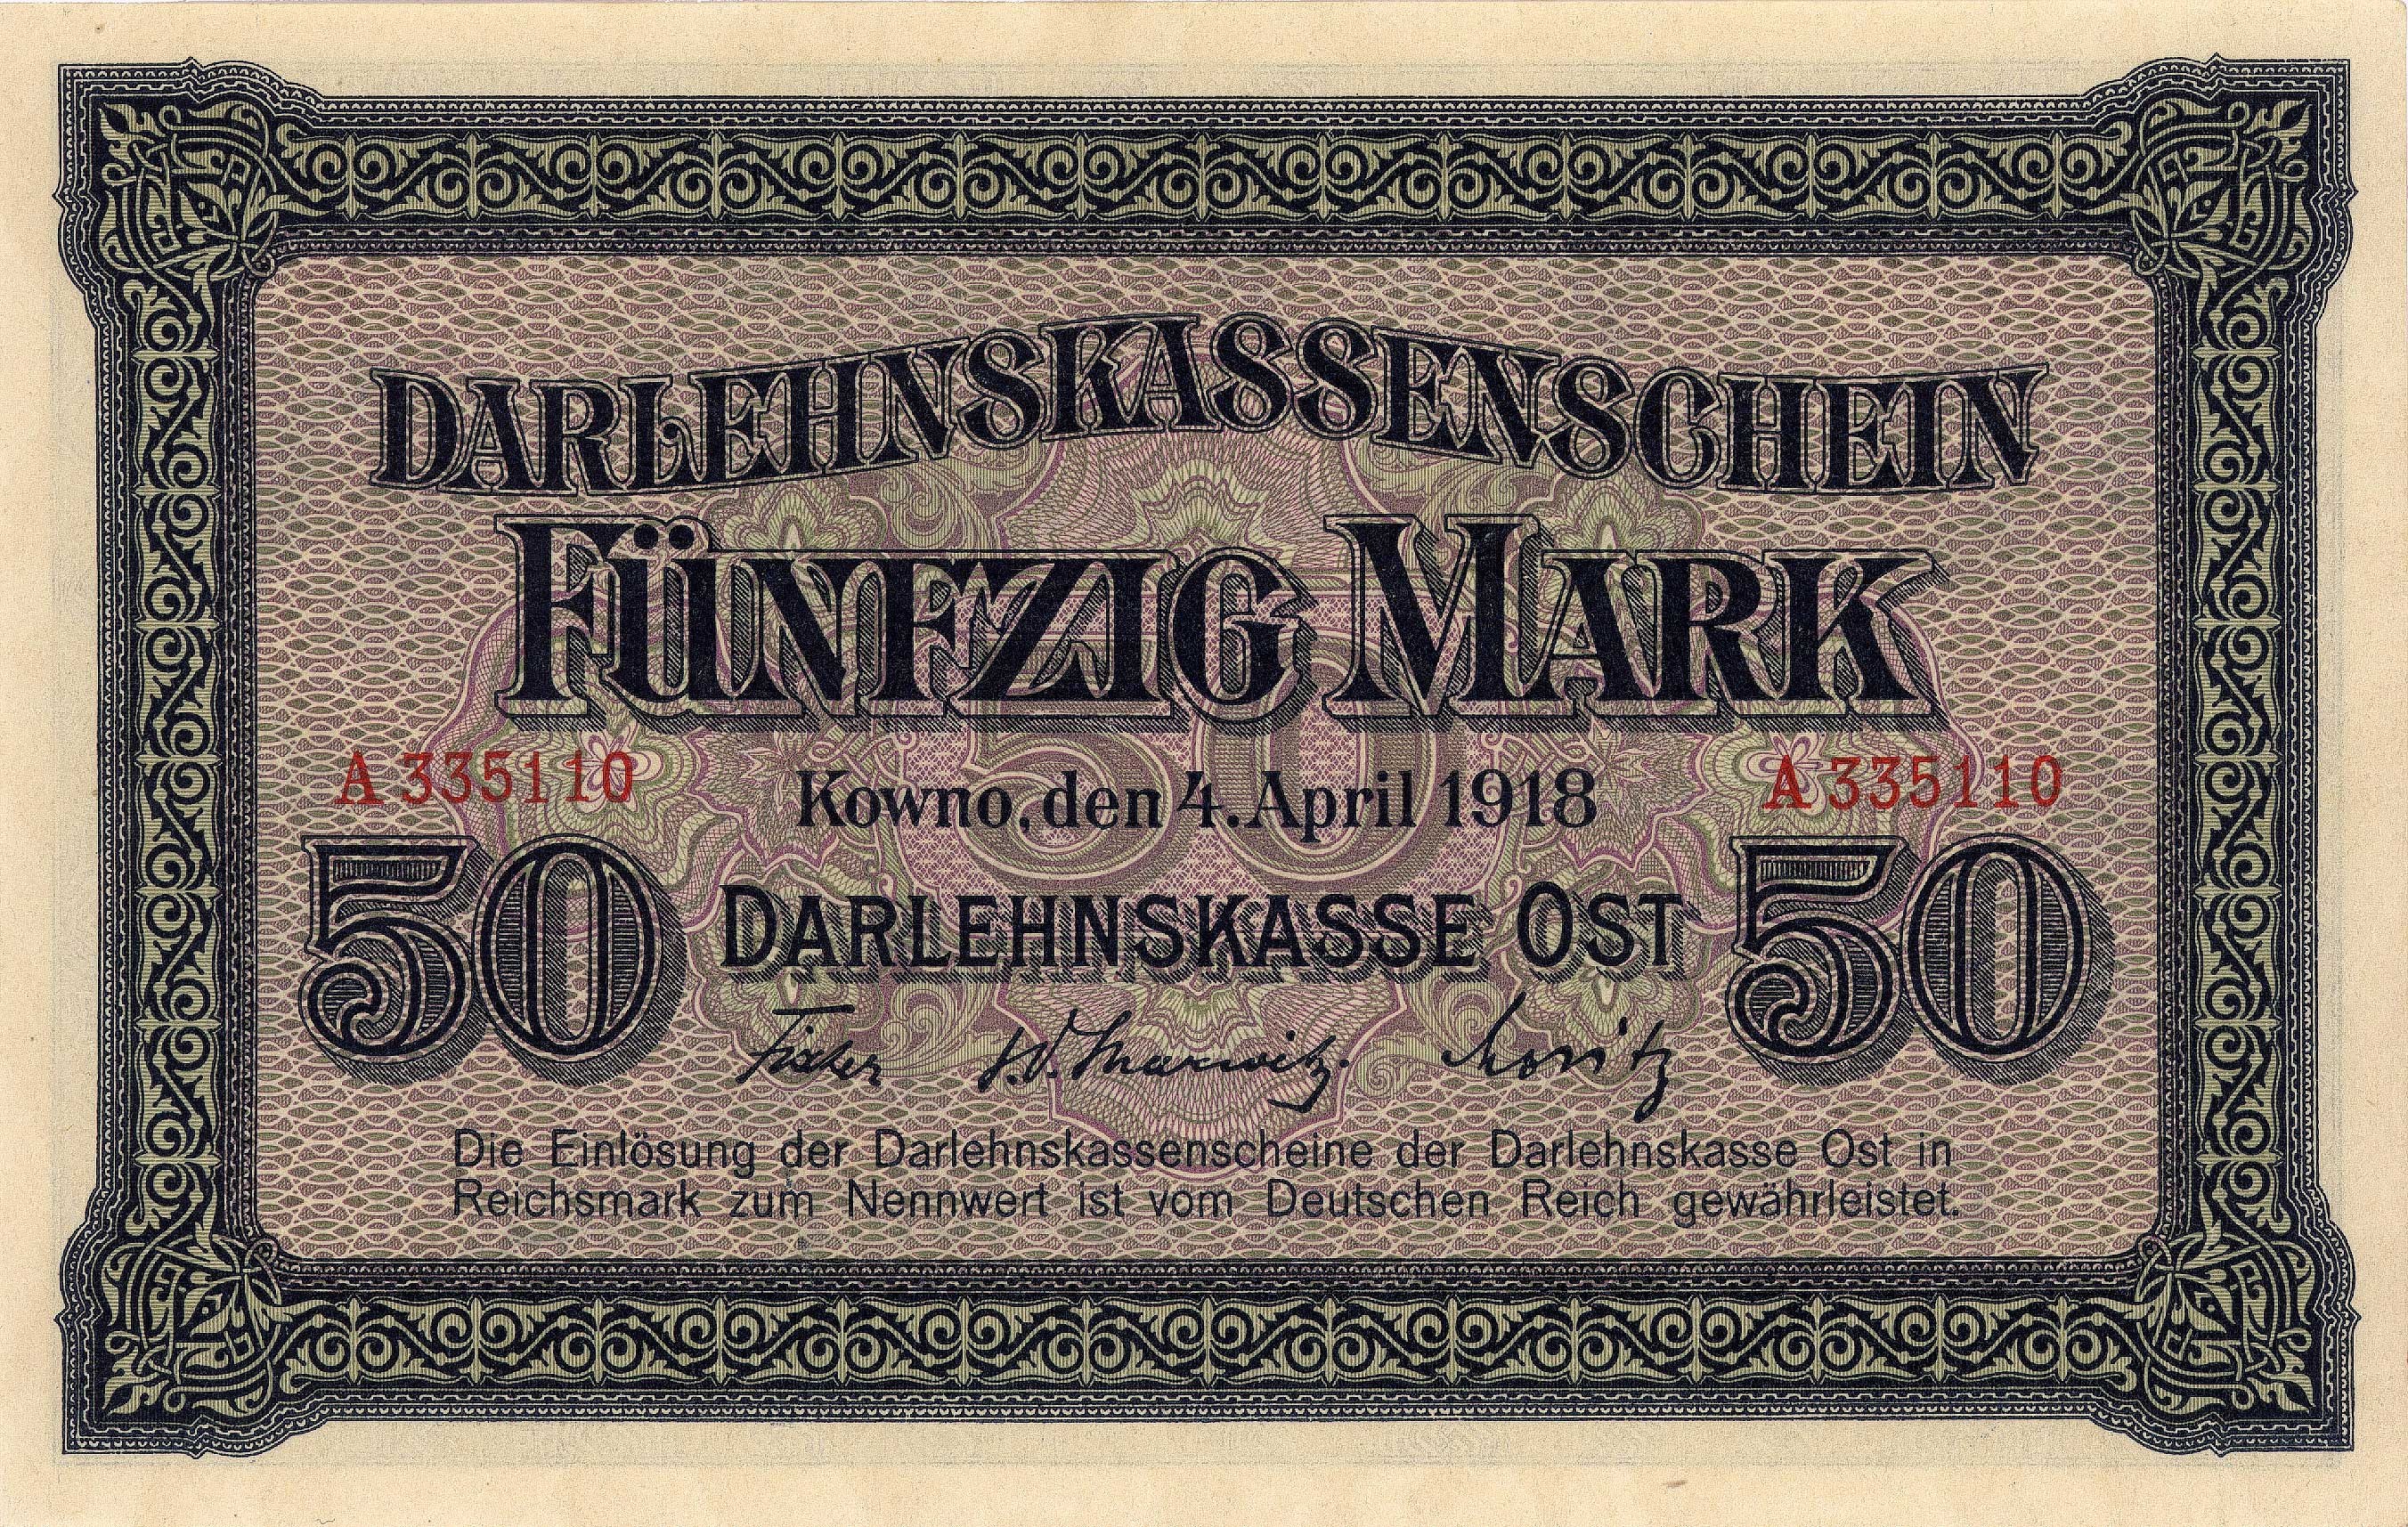 DARLEHNSKASSENSCHEIN
FÜNFZIG MARK
A 335110 A 335110
Kowno, den 4. April 1918
50 DARLEHNSKASSE OST 50
Die Einlösung der Darlehnskassenscheine der Darlehnskasse Ost in
Reichsmark zum Nennwert ist vom Deutschen Reich gewährleistet.